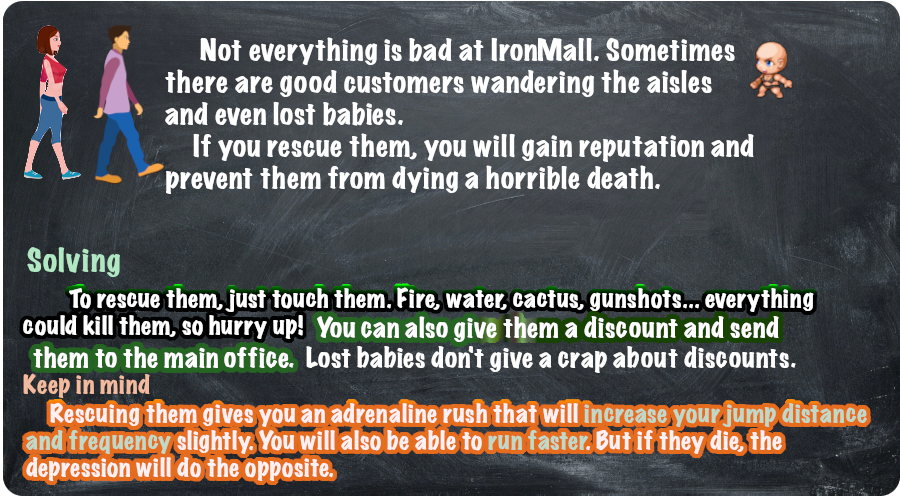 Not everything is bad at IronMall. Sometimes
there are good customers wandering the aisles
and even lost babies.
If you rescue them, you will gain reputation and
prevent them from dying a horrible death.
Solving
To rescue them, just touch them. Fire, water, cactus, gunshots... everything
could kill them, so hurry up! You can also give them a discount and send
them to the main office. Lost babies don't give a crap about discounts.
Keep in mind
Rescuing them gives you an adrenaline rush that will increase your jump distance
and frequency slightly. You will also be able to run faster. But if they die, the
depression will do the opposite.